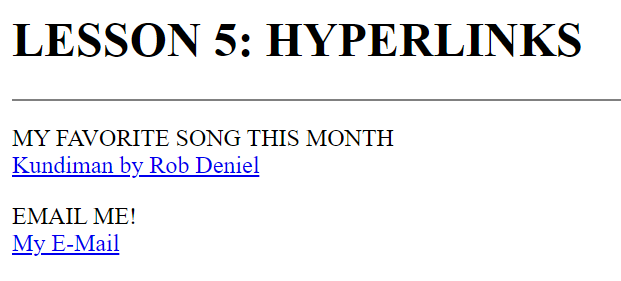 LESSON 5: HYPERLINKS
MY FAVORITE SONG THIS MONTH
Kundiman by Rob Deniel
EMAIL ME!
My E-Mail